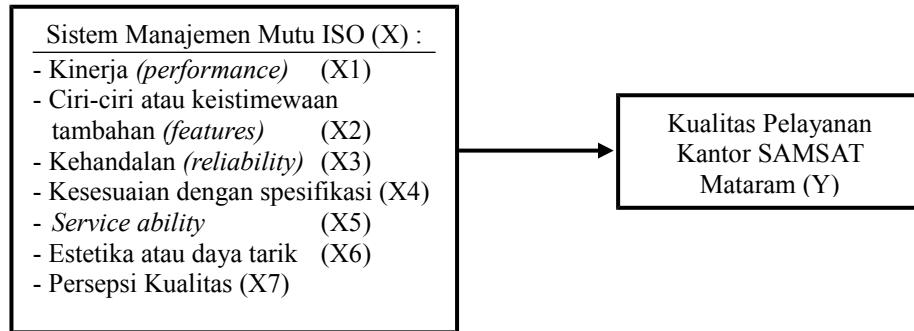 Sistem Manajemen Mutu ISO (X) :
- Kinerja (performance) (X1)
- Ciri-ciri atau keistimewaan
tambahan (features) (X2)
- Kehandalan (reliability) (X3)
- Kesesuaian dengan spesifikasi (X4)
- Service ability (X5)
- Estetika atau daya tarik (X6)
- Persepsi Kualitas (X7)
Kualitas Pelayanan
Kantor SAMSAT
Mataram (Y)